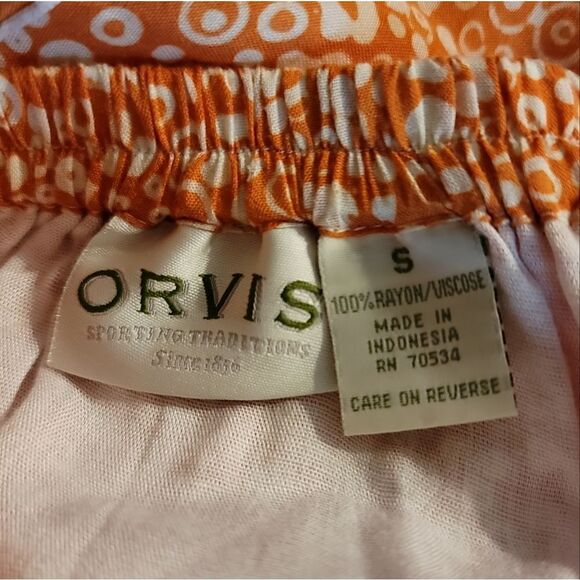 ORVIS
SPORTING TRADITIONS
SINCE 1856
S
100% RAYON/VISCOSE
MADE IN
INDONESIA
RN 70534
CARE ON REVERSE